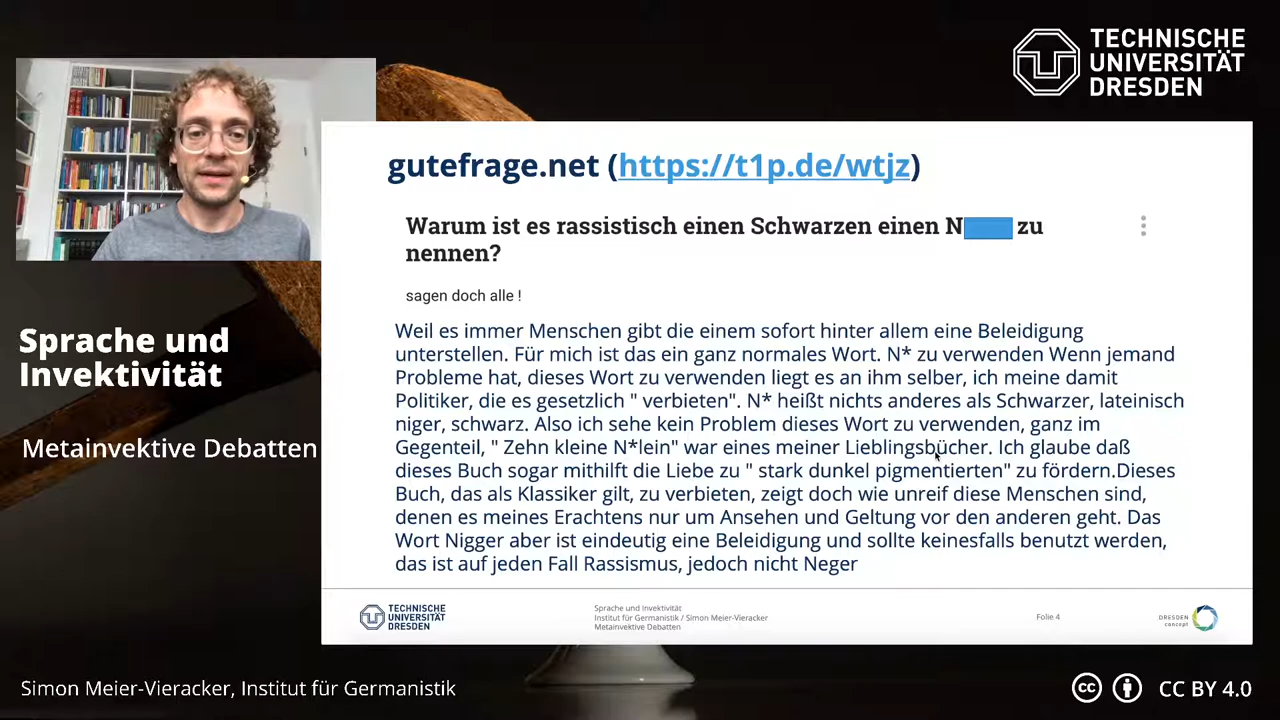 TECHNISCHE
UNIVERSITÄT
DRESDEN
gutefrage.net (https://t1p.de/wtjz)
Warum ist es rassistisch einen Schwarzen einen N zu
nennen?
sagen doch alle !
Weil es immer Menschen gibt die einem sofort hinter allem eine Beleidigung
unterstellen. Für mich ist das ein ganz normales Wort. N* zu verwenden Wenn jemand
Probleme hat, dieses Wort zu verwenden liegt es an ihm selber, ich meine damit
Politiker, die es gesetzlich " verbieten". N* heißt nichts anderes als Schwarzer, lateinisch
niger, schwarz. Also ich sehe kein Problem dieses Wort zu verwenden, ganz im
Gegenteil, " Zehn kleine N*lein" war eines meiner Lieblingsbücher. Ich glaube daß
dieses Buch sogar mithilft die Liebe zu " stark dunkel pigmentierten" zu fördern.Dieses
Buch, das als Klassiker gilt, zu verbieten, zeigt doch wie unreif diese Menschen sind,
denen es meines Erachtens nur um Ansehen und Geltung vor den anderen geht. Das
Wort Nigger aber ist eindeutig eine Beleidigung und sollte keinesfalls benutzt werden,
das ist auf jeden Fall Rassismus, jedoch nicht Neger
Sprache und
Invektivität
Metainvektive Debatten
TECHNISCHE
UNIVERSITÄT
DRESDEN
Sprache und Invektivität
Institut für Germanistik / Simon Meier-Vieracker
Metainvektive Debatten
Folie 4
DRESDEN
concept
Simon Meier-Vieracker, Institut für Germanistik
cc
CC BY 4.0